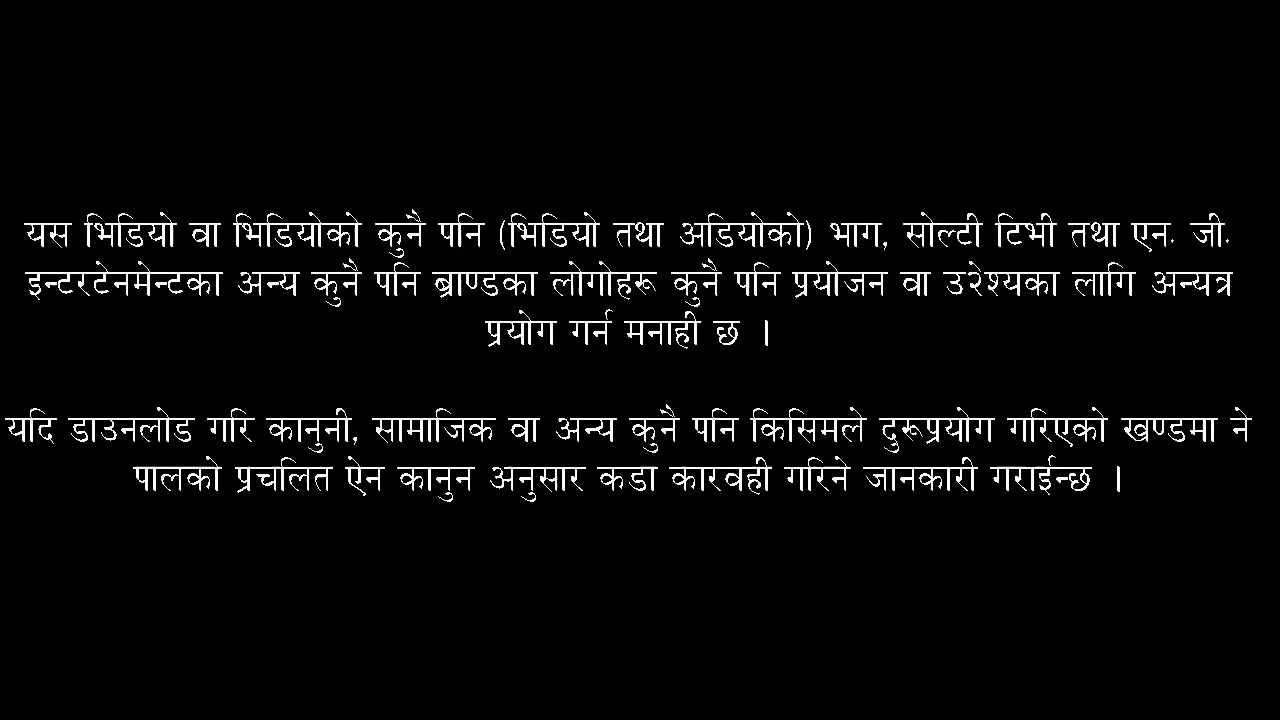 यस भिडियो वा भिडियोको कुनै पनि (भिडियो तथा अडियोको) भाग, सोल्टी टिभी तथा एन. जी.
इन्टरटेनमेन्टका अन्य कुनै पनि ब्राण्डका लोगोहरू कुनै पनि प्रयोजन वा उ२ेश्यका लागि अन्यत्र
प्रयोग गर्न मनाही छ ।
यदि डाउनलोड गरि कानुनी, सामाजिक वा अन्य कुनै पनि किसिमले दुरूप्रयोग गरिएको खण्डमा ने
पालको प्रचलित ऐन कानुन अनुसार कडा कारवही गरिने जानकारी गराईन्छ ।